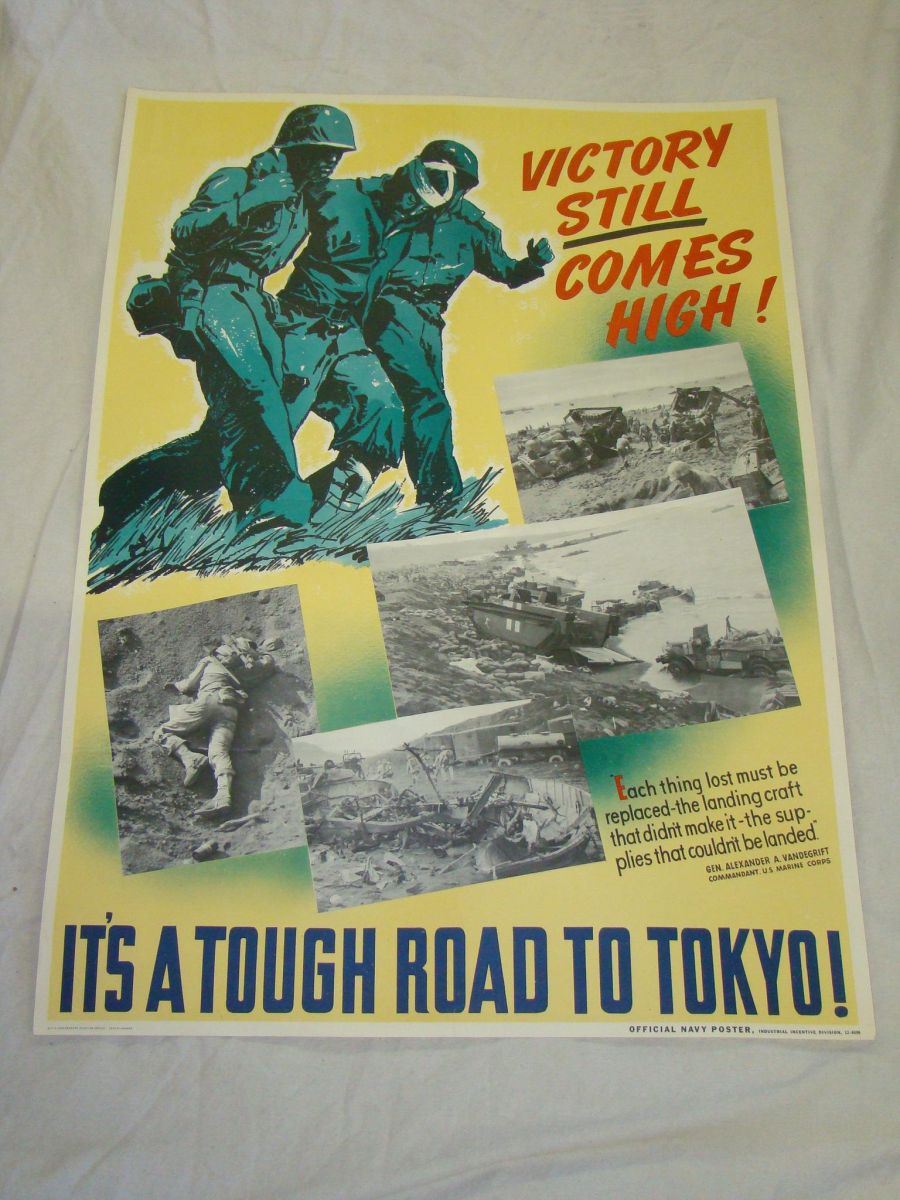 VICTORY
STILL
COMES
HIGH!
"Each thing lost must be
replaced-the landing craft
that didn't make it-the sup-
plies that couldn't be landed."
GEN. ALEXANDER A. VANDEGRIFT
COMMANDANT, U.S. MARINE CORPS
IT'S A TOUGH ROAD TO TOKYO!
OFFICIAL NAVY POSTER, INDUSTRIAL INCENTIVE DIVISION,